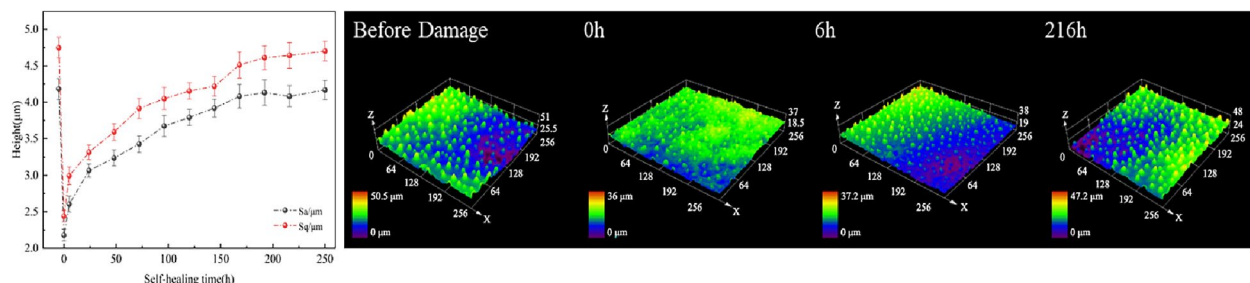 5.0
4.5
4.0
3.5
3.0
2.5
2.0
Height(μm)
Sa/μm
Sq/μm
0 50 100 150 200 250
Self-healing time(h)
Before Damage
Z
51
25.5
256
192
128
64
0
64
128
192
256
X
50.5 μm
0 μm
0h
Z
37
18.5
256
192
128
64
0
64
128
192
256
X
36 μm
0 μm
6h
Z
38
19
256
192
128
64
0
64
128
192
256
X
37.2 μm
0 μm
216h
Z
48
24
256
192
128
64
0
64
128
192
256
X
47.2 μm
0 μm